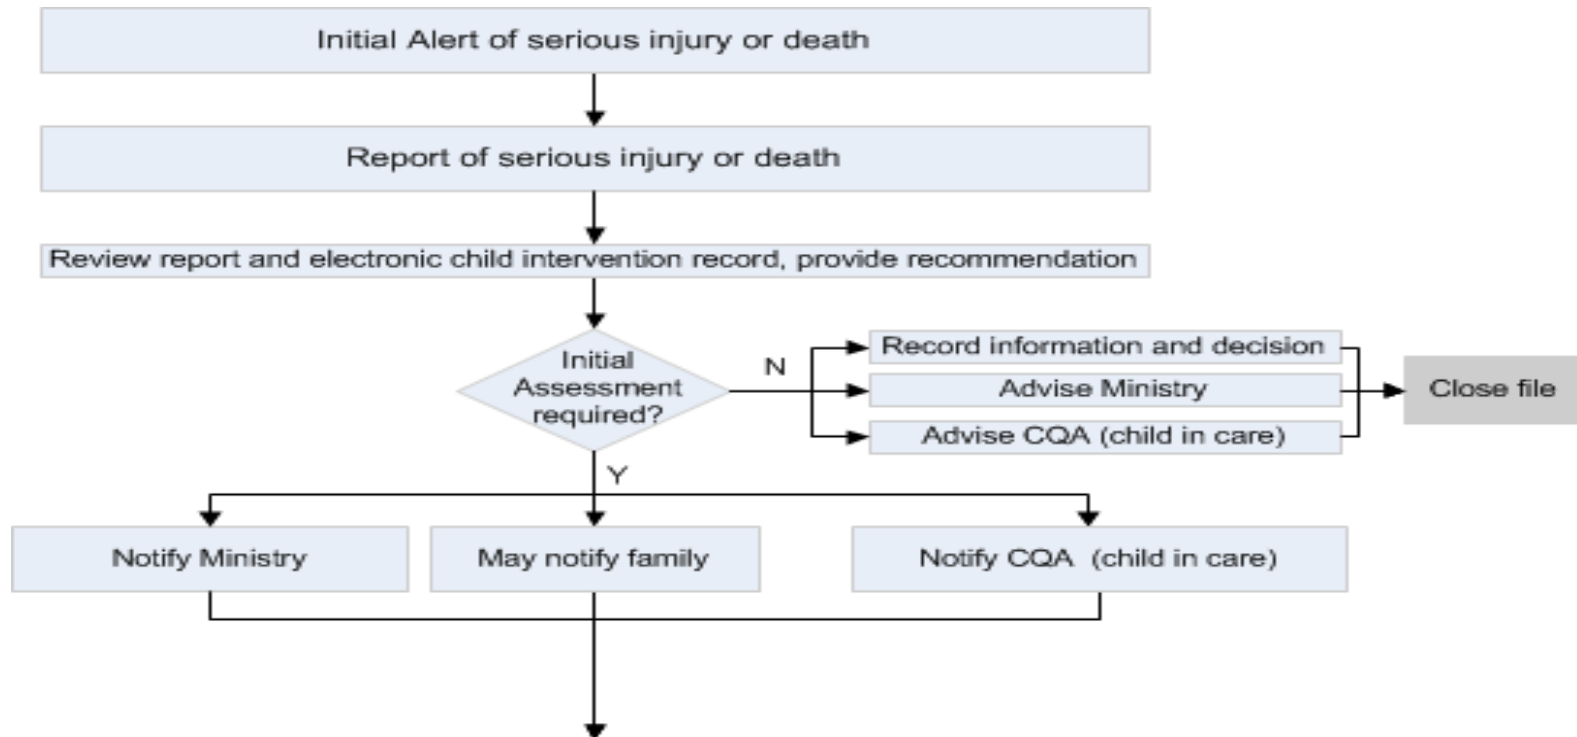 Initial Alert of serious injury or death
Report of serious injury or death
Review report and electronic child intervention record, provide recommendation
Initial
Assessment
required?
N
Record information and decision
Advise Ministry
Advise CQA (child in care)
Close file
Y
Notify Ministry
May notify family
Notify CQA (child in care)